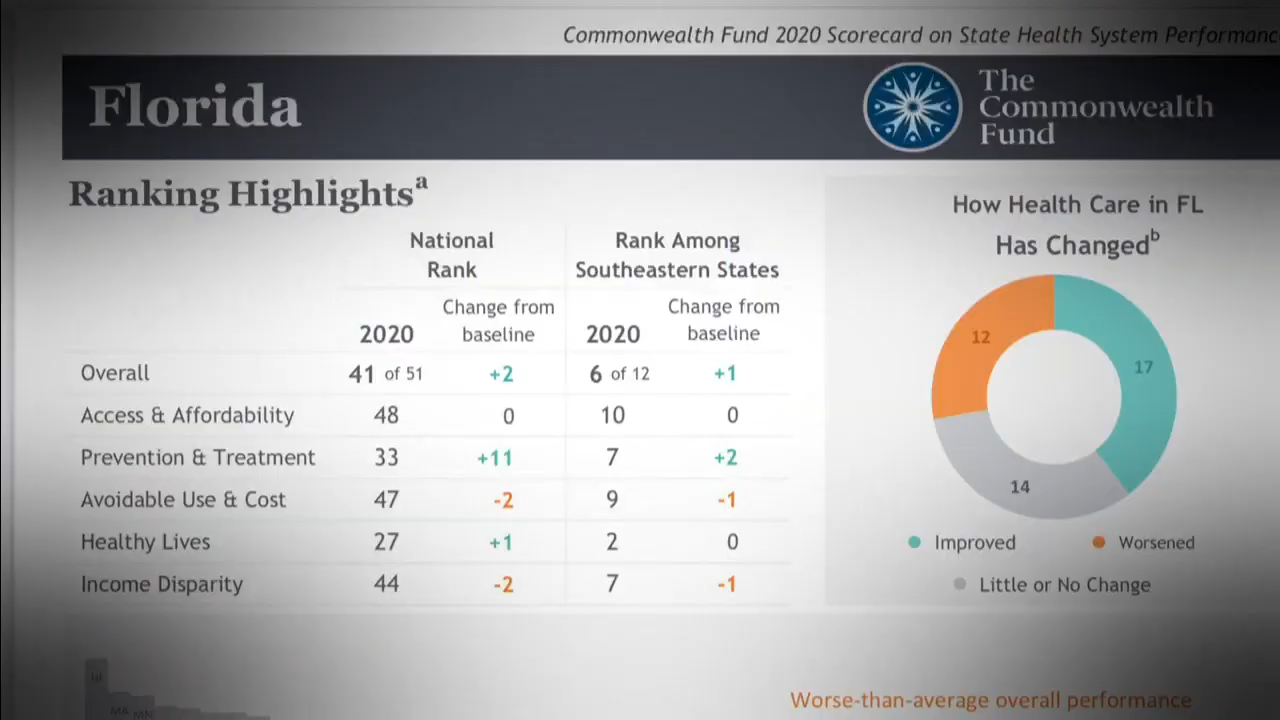 Commonwealth Fund 2020 Scorecard on State Health System Performanc
Florida
The
Commonwealth
Fund
Ranking Highlightsa
National
Rank
Rank Among
Southeastern States
2020
Change from
baseline
2020
Change from
baseline
Overall 41 of 51 +2 6 of 12 +1
Access & Affordability 48 0 10 0
Prevention & Treatment 33 +11 7 +2
Avoidable Use & Cost 47 -2 9 -1
Healthy Lives 27 +1 2 0
Income Disparity 44 -2 7 -1
How Health Care in FL
Has Changedb
12
17
14
Improved
Worsened
Little or No Change
HI
MA
MN
Worse-than-average overall performance